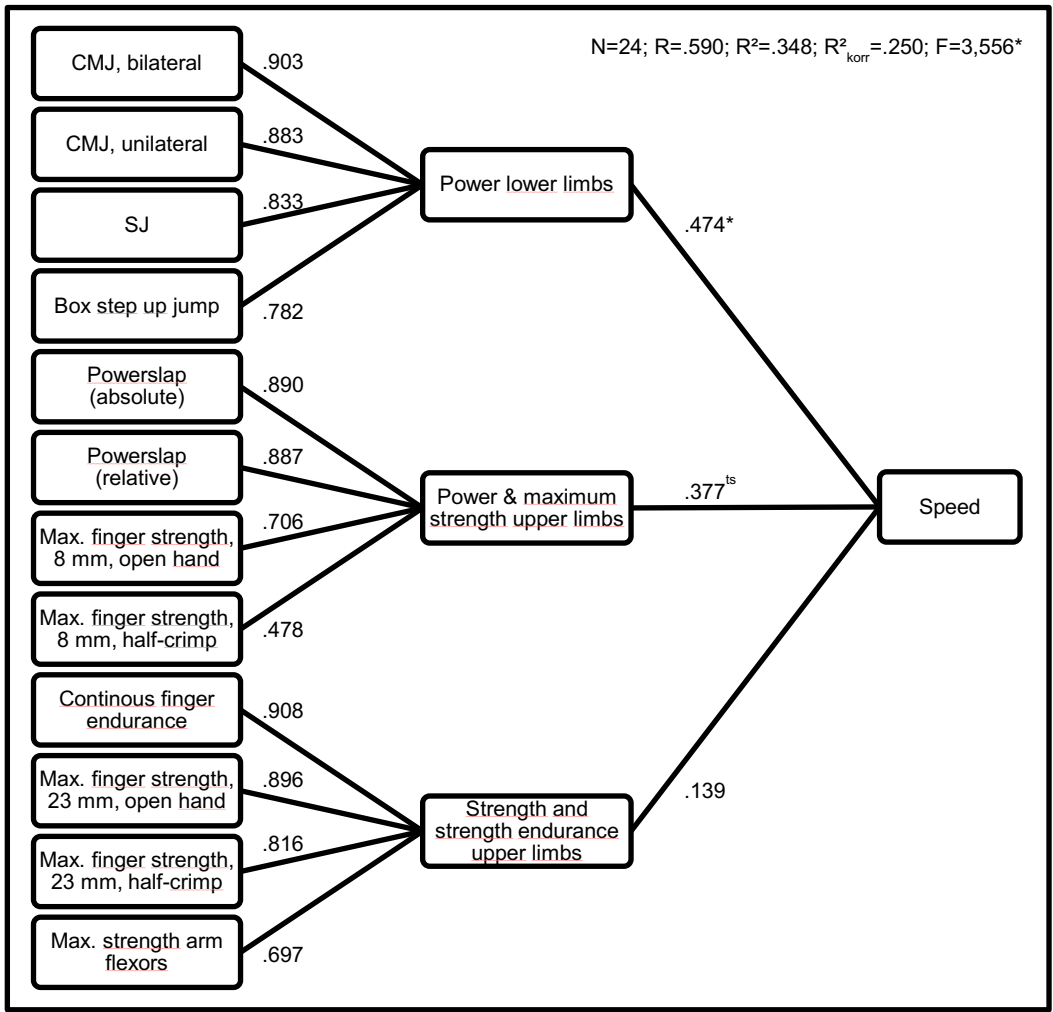 N=24; R=.590; R²=.348; R²korr=.250; F=3,556*
CMJ, bilateral
.903
CMJ, unilateral
.883
SJ
.833
Box step up jump
.782
Power lower limbs
.474*
Powerslap
(absolute)
.890
Powerslap
(relative)
.887
Max. finger strength,
8 mm, open hand
.706
Max. finger strength,
8 mm, half-crimp
.478
Power & maximum
strength upper limbs
.377ts
Speed
Continous finger
endurance
.908
Max. finger strength,
23 mm, open hand
.896
Max. finger strength,
23 mm, half-crimp
.816
Max. strength arm
flexors
.697
Strength and
strength endurance
upper limbs
.139